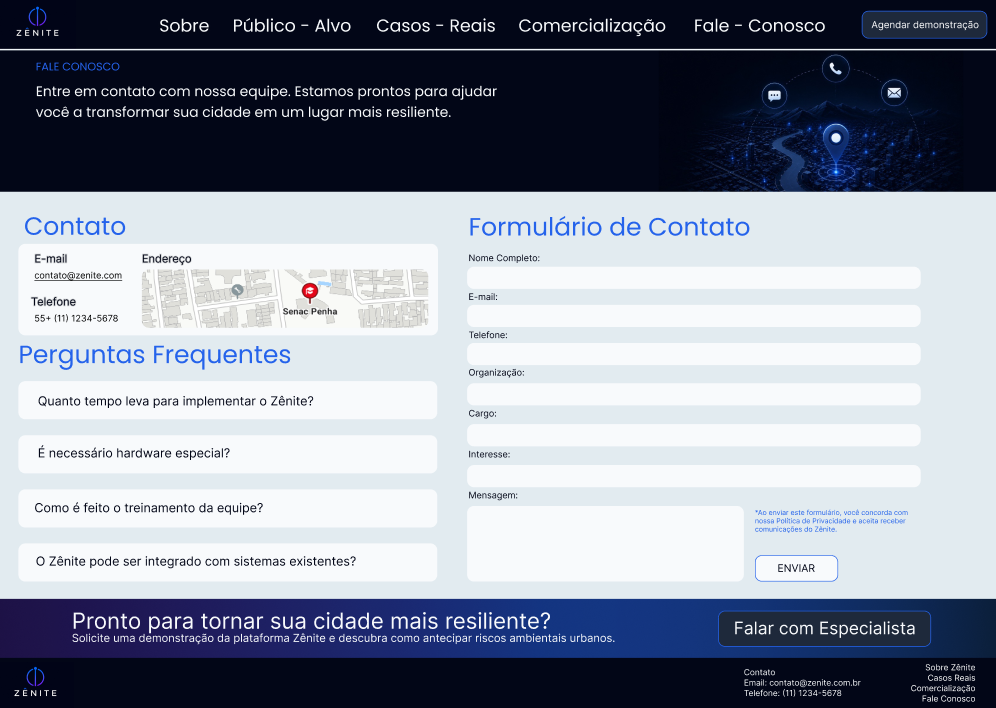 ZÊNITE
Sobre
Público - Alvo
Casos - Reais
Comercialização
Fale - Conosco
Agendar demonstração
FALE CONOSCO
Entre em contato com nossa equipe. Estamos prontos para ajudar
você a transformar sua cidade em um lugar mais resiliente.
Contato
E-mail
contato@zenite.com
Telefone
55+ (11) 1234-5678
Endereço
Senac Penha
Perguntas Frequentes
Quanto tempo leva para implementar o Zênite?
É necessário hardware especial?
Como é feito o treinamento da equipe?
O Zênite pode ser integrado com sistemas existentes?
Formulário de Contato
Nome Completo:
E-mail:
Telefone:
Organização:
Cargo:
Interesse:
Mensagem:
*Ao enviar este formulário, você concorda com
nossa Política de Privacidade e aceita receber
comunicações do Zênite.
ENVIAR
Pronto para tornar sua cidade mais resiliente?
Solicite uma demonstração da plataforma Zênite e descubra como antecipar riscos ambientais urbanos.
Falar com Especialista
ZÊNITE
Contato
Email: contato@zenite.com.br
Telefone: (11) 1234-5678
Sobre Zênite
Casos Reais
Comercialização
Fale Conosco